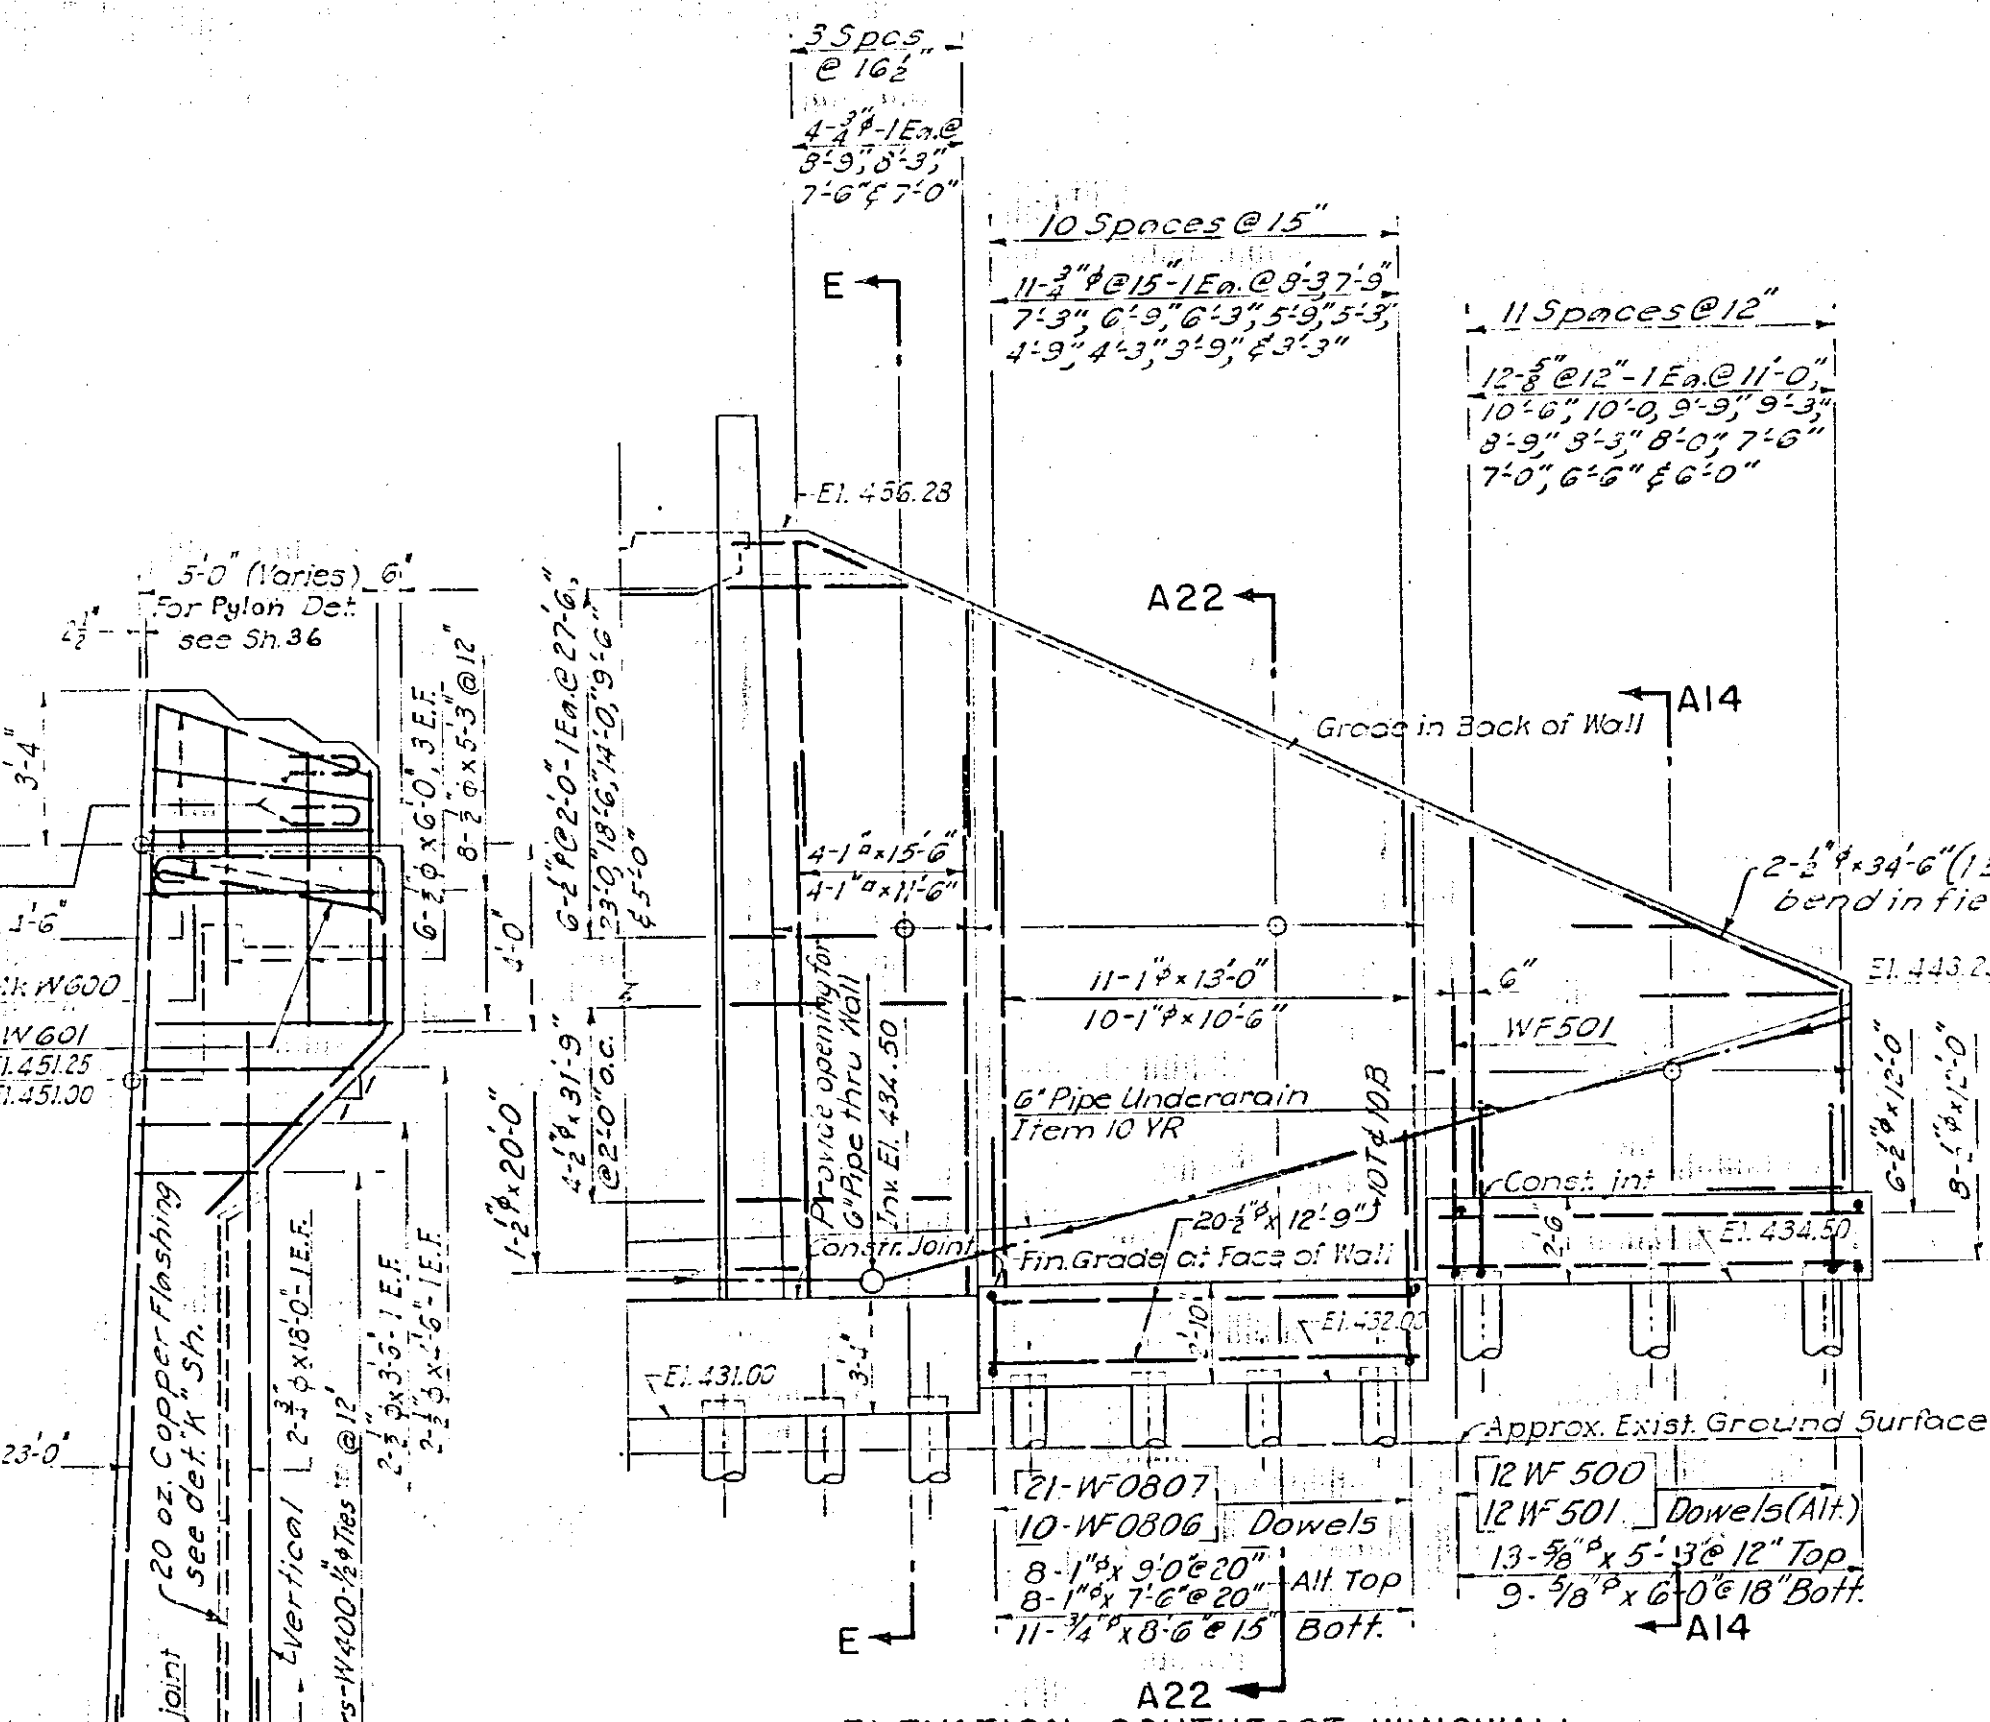 3 Spcs
@ 16½"
4-¾"φ-1 Ea.@
8'-9", 8'-3",
7'-6" & 7'-0"
10 Spaces @ 15"
11-¾"φ @ 15"-1 Ea. @ 8'-3, 7'-9"
7'-3", 6'-9", 6'-3", 5'-9", 5'-3",
4'-9", 4'-3", 3'-9", & 3'-3"
11 Spaces @ 12"
12-⅝" @ 12" - 1 Ea. @ 11'-0",
10'-6", 10'-0, 9'-9", 9'-3",
8'-9", 8'-3", 8'-0", 7'-6"
7'-0", 6'-6" & 6'-0"
E
El. 456.28
A22
A14
Grade in Back of Wall
5'-0" (Varies) 6"
For Pylon Det.
see Sh. 36
2½"
3'-4"
1'-6"
W600
W601
El. 451.25
El. 451.00
23'-0"
6-½"φ x 6'-0", 3 E.F.
8-½"φ x 5'-3" @ 12"
4'-0"
6-½"φ @ 2'-0"-1 Ea. @ 27'-6",
23'-0", 18'-6", 14'-0", 9'-6"
& 5'-0"
4-½"φ x 31'-9"
@ 2'-0" o.c.
1-½"φ x 20'-0"
4-1"□ x 15'-6"
4-1"□ x 11'-6"
Provide opening for
6" Pipe thru Wall
Inv. El. 434.50
11-1"φ x 13'-0"
10-1"φ x 10'-6"
6"
WF501
2-½"φ x 34'-6"
bend in fie
El. 443.2
6-½"φ x 12'-0"
8-½"φ x 12'-0"
6" Pipe Underdrain
Item 10 YR
10T & 10B
20-½"φ x 12'-9"
Constr. Joint
Fin. Grade at Face of Wall
Const. jnt
2'-6"
El. 434.50
2'-10"
El. 432.00
3'-4"
El. 431.00
20 oz. Copper Flashing
see det. "K" Sh.
joint
Vertical
2-¾"φ x 18'-0"-1 E.F.
W400-½"φ Ties @ 12"
Approx. Exist. Ground Surface
21-WF0807
10-WF0806
Dowels
8-1"φ x 9'-0 @ 20"
8-1"φ x 7'-6" @ 20"
Alt. Top
11-¾"φ x 8'-6" @ 15" Bott.
12 WF 500
12 WF 501
Dowels (Alt.)
13-⅝"φ x 5'-3 @ 12" Top
9-⅝"φ x 6'-0" @ 18" Bott.
E
A22
A14